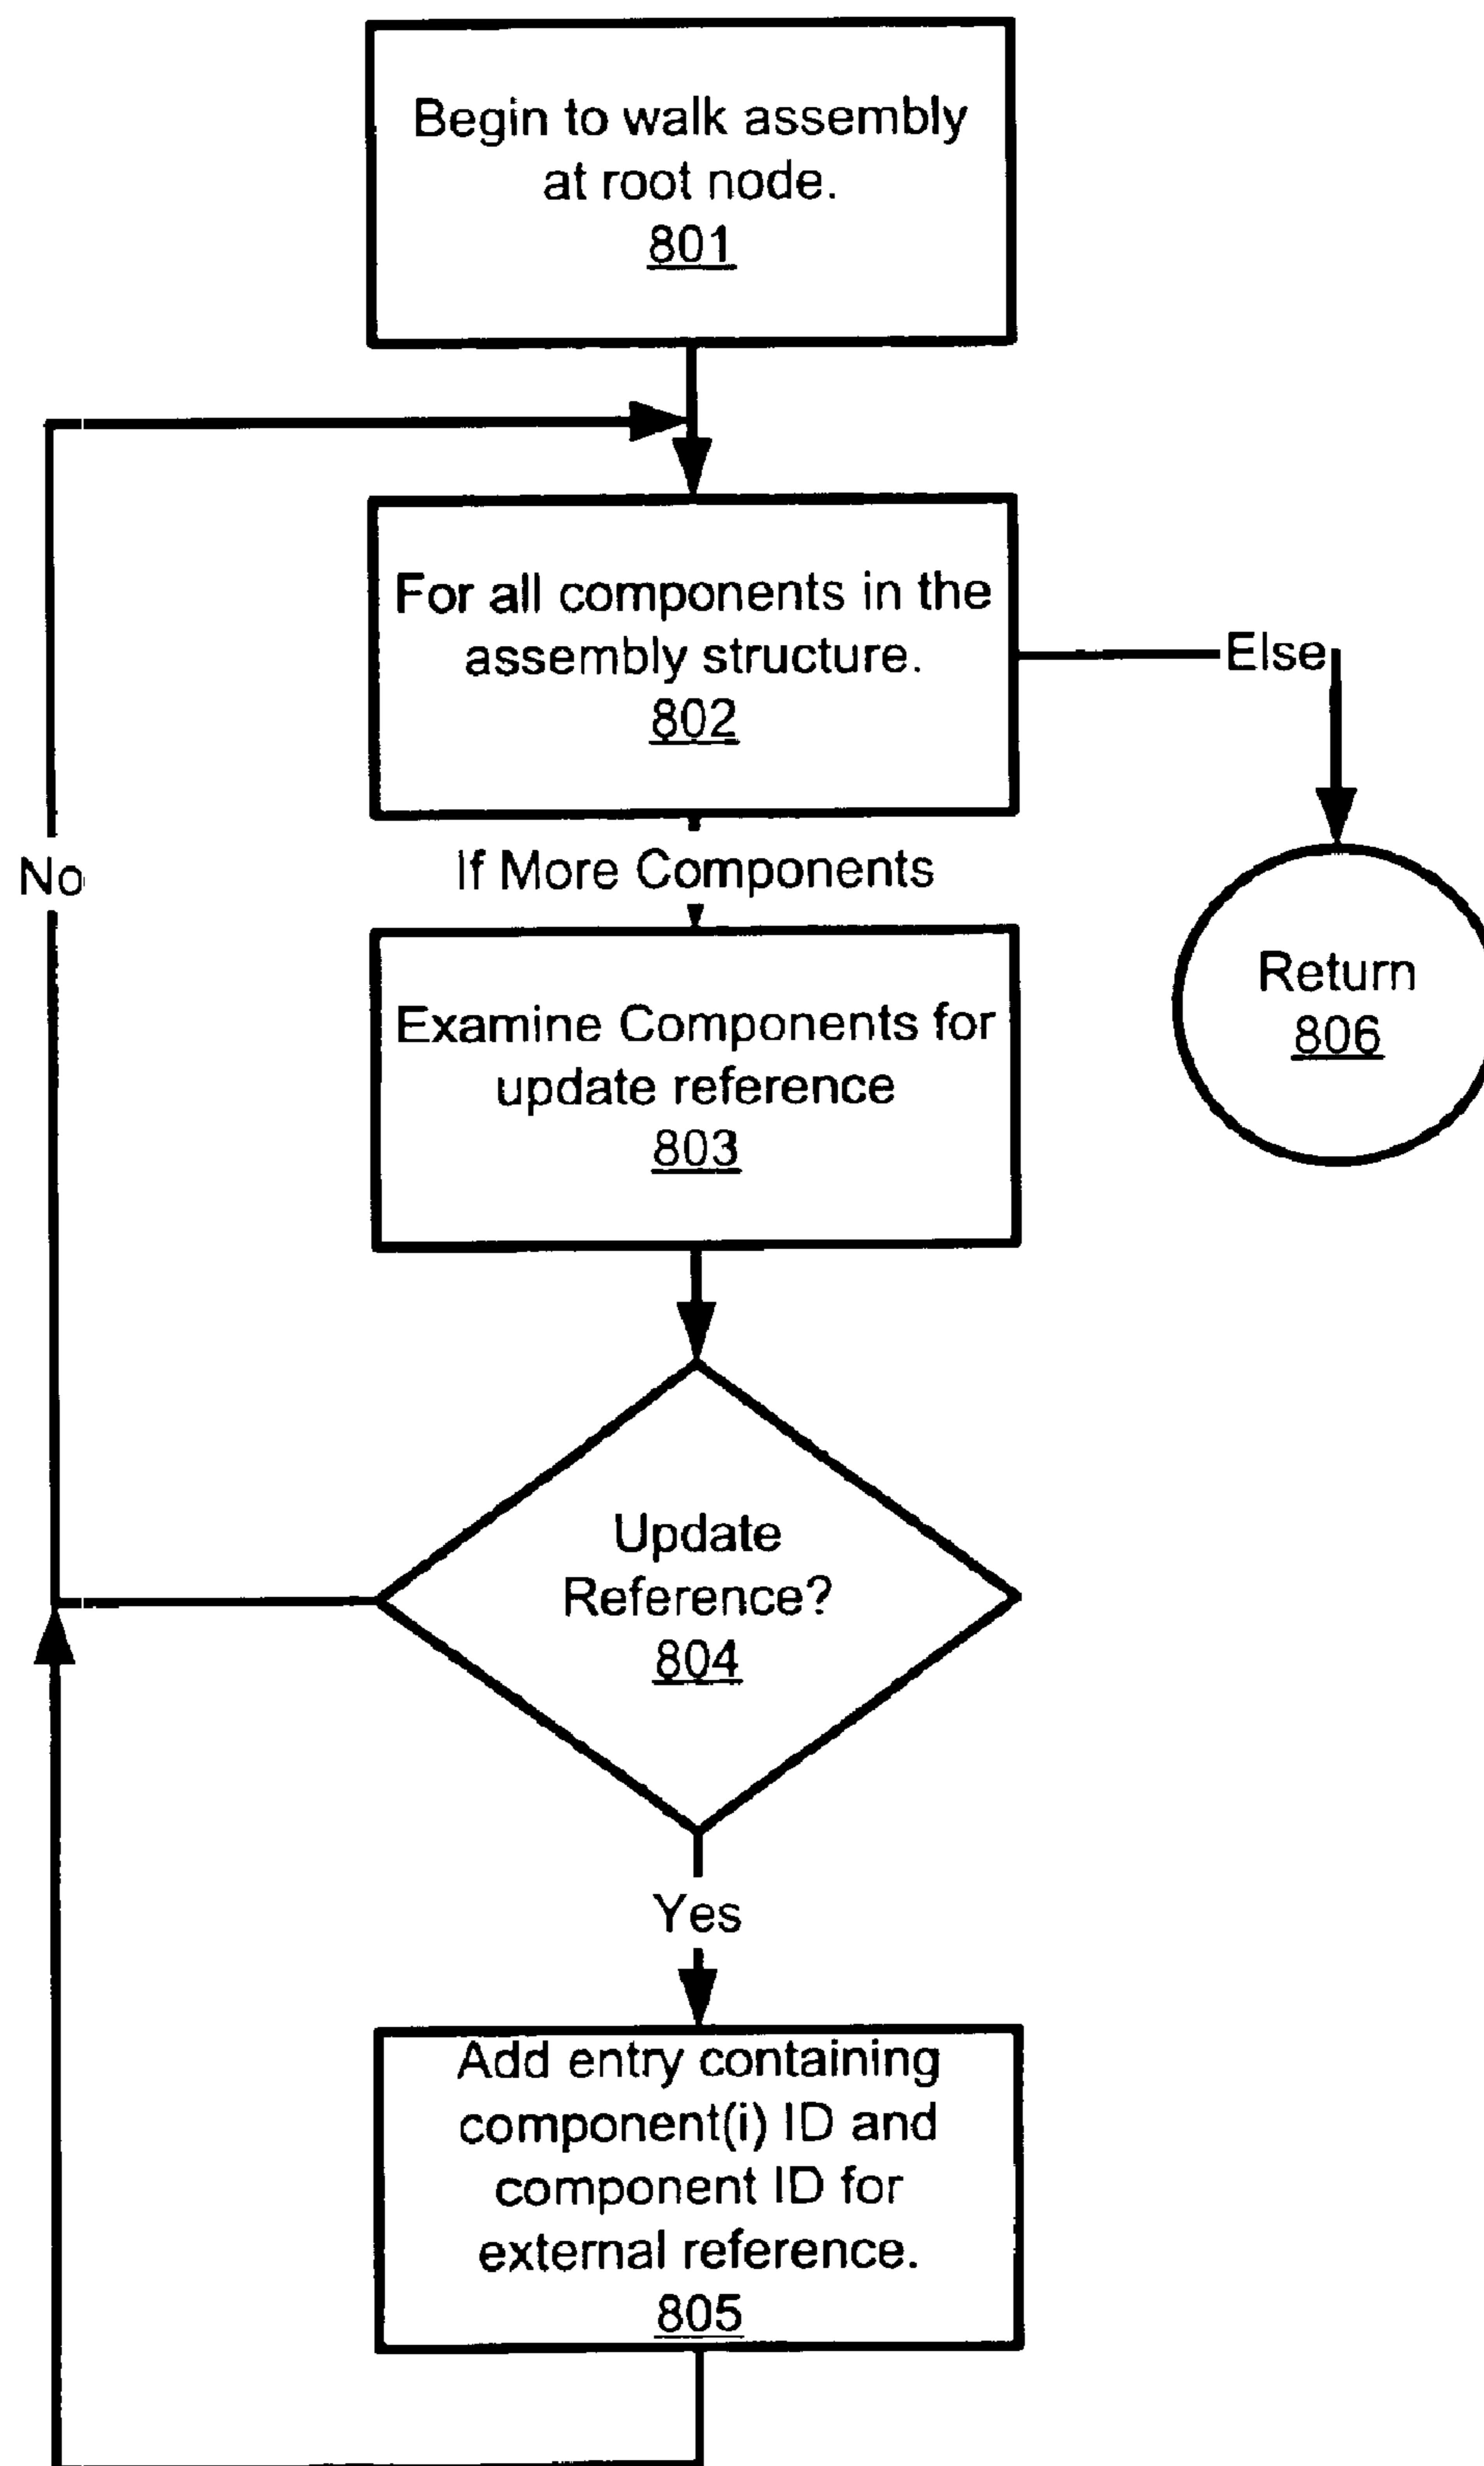 Begin to walk assembly
at root node.
801
For all components in the
assembly structure.
802
Else
If More Components
No
Examine Components for
update reference
803
Return
806
Update
Reference?
804
Yes
Add entry containing
component(i) ID and
component ID for
external reference.
805